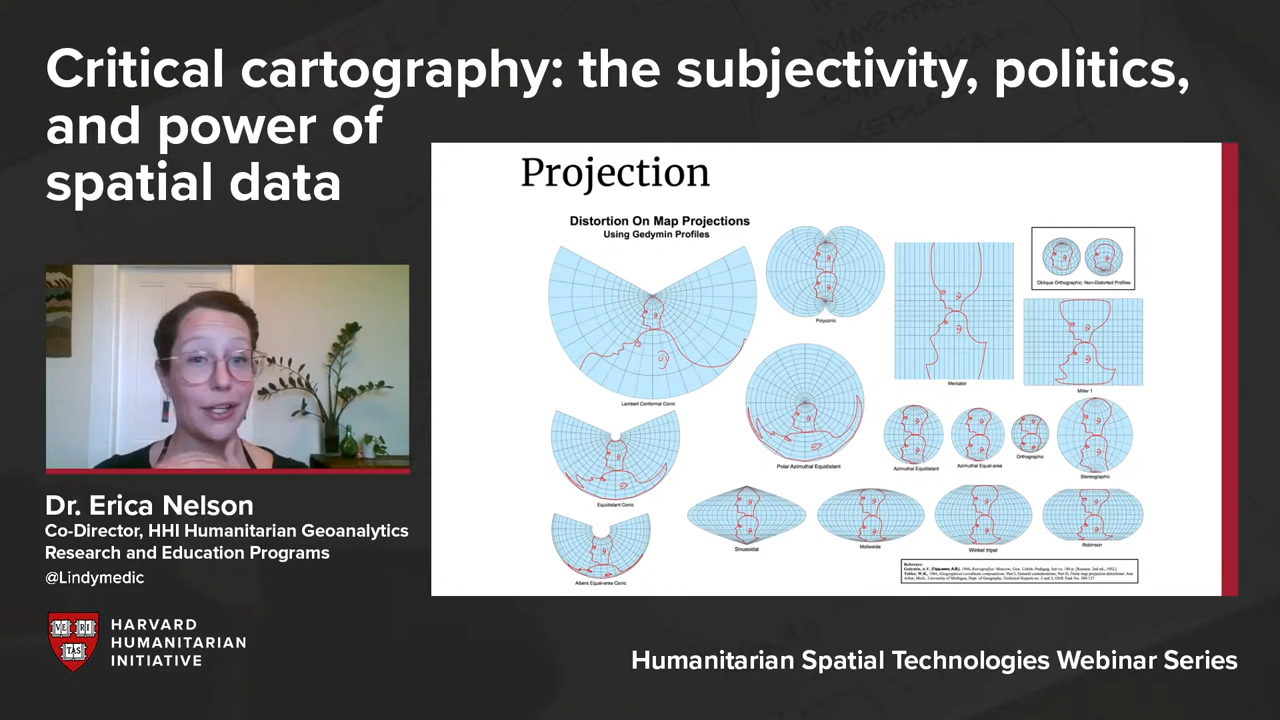 Critical cartography: the subjectivity, politics,
and power of
spatial data
Projection
Distortion On Map Projections
Using Gedymin Profiles
Polyconic
Oblique Orthographic: Non-Distorted Profiles
Mercator
Miller 1
Lambert Conformal Conic
Polar Azimuthal Equidistant
Azimuthal Equidistant
Azimuthal Equal-area
Orthographic
Stereographic
Equidistant Conic
Sinusoidal
Mollweide
Winkel tripel
Robinson
Albers Equal-area Conic
Dr. Erica Nelson
Co-Director, HHI Humanitarian Geoanalytics
Research and Education Programs
@Lindymedic
VE RI
TAS
HARVARD
HUMANITARIAN
INITIATIVE
Humanitarian Spatial Technologies Webinar Series